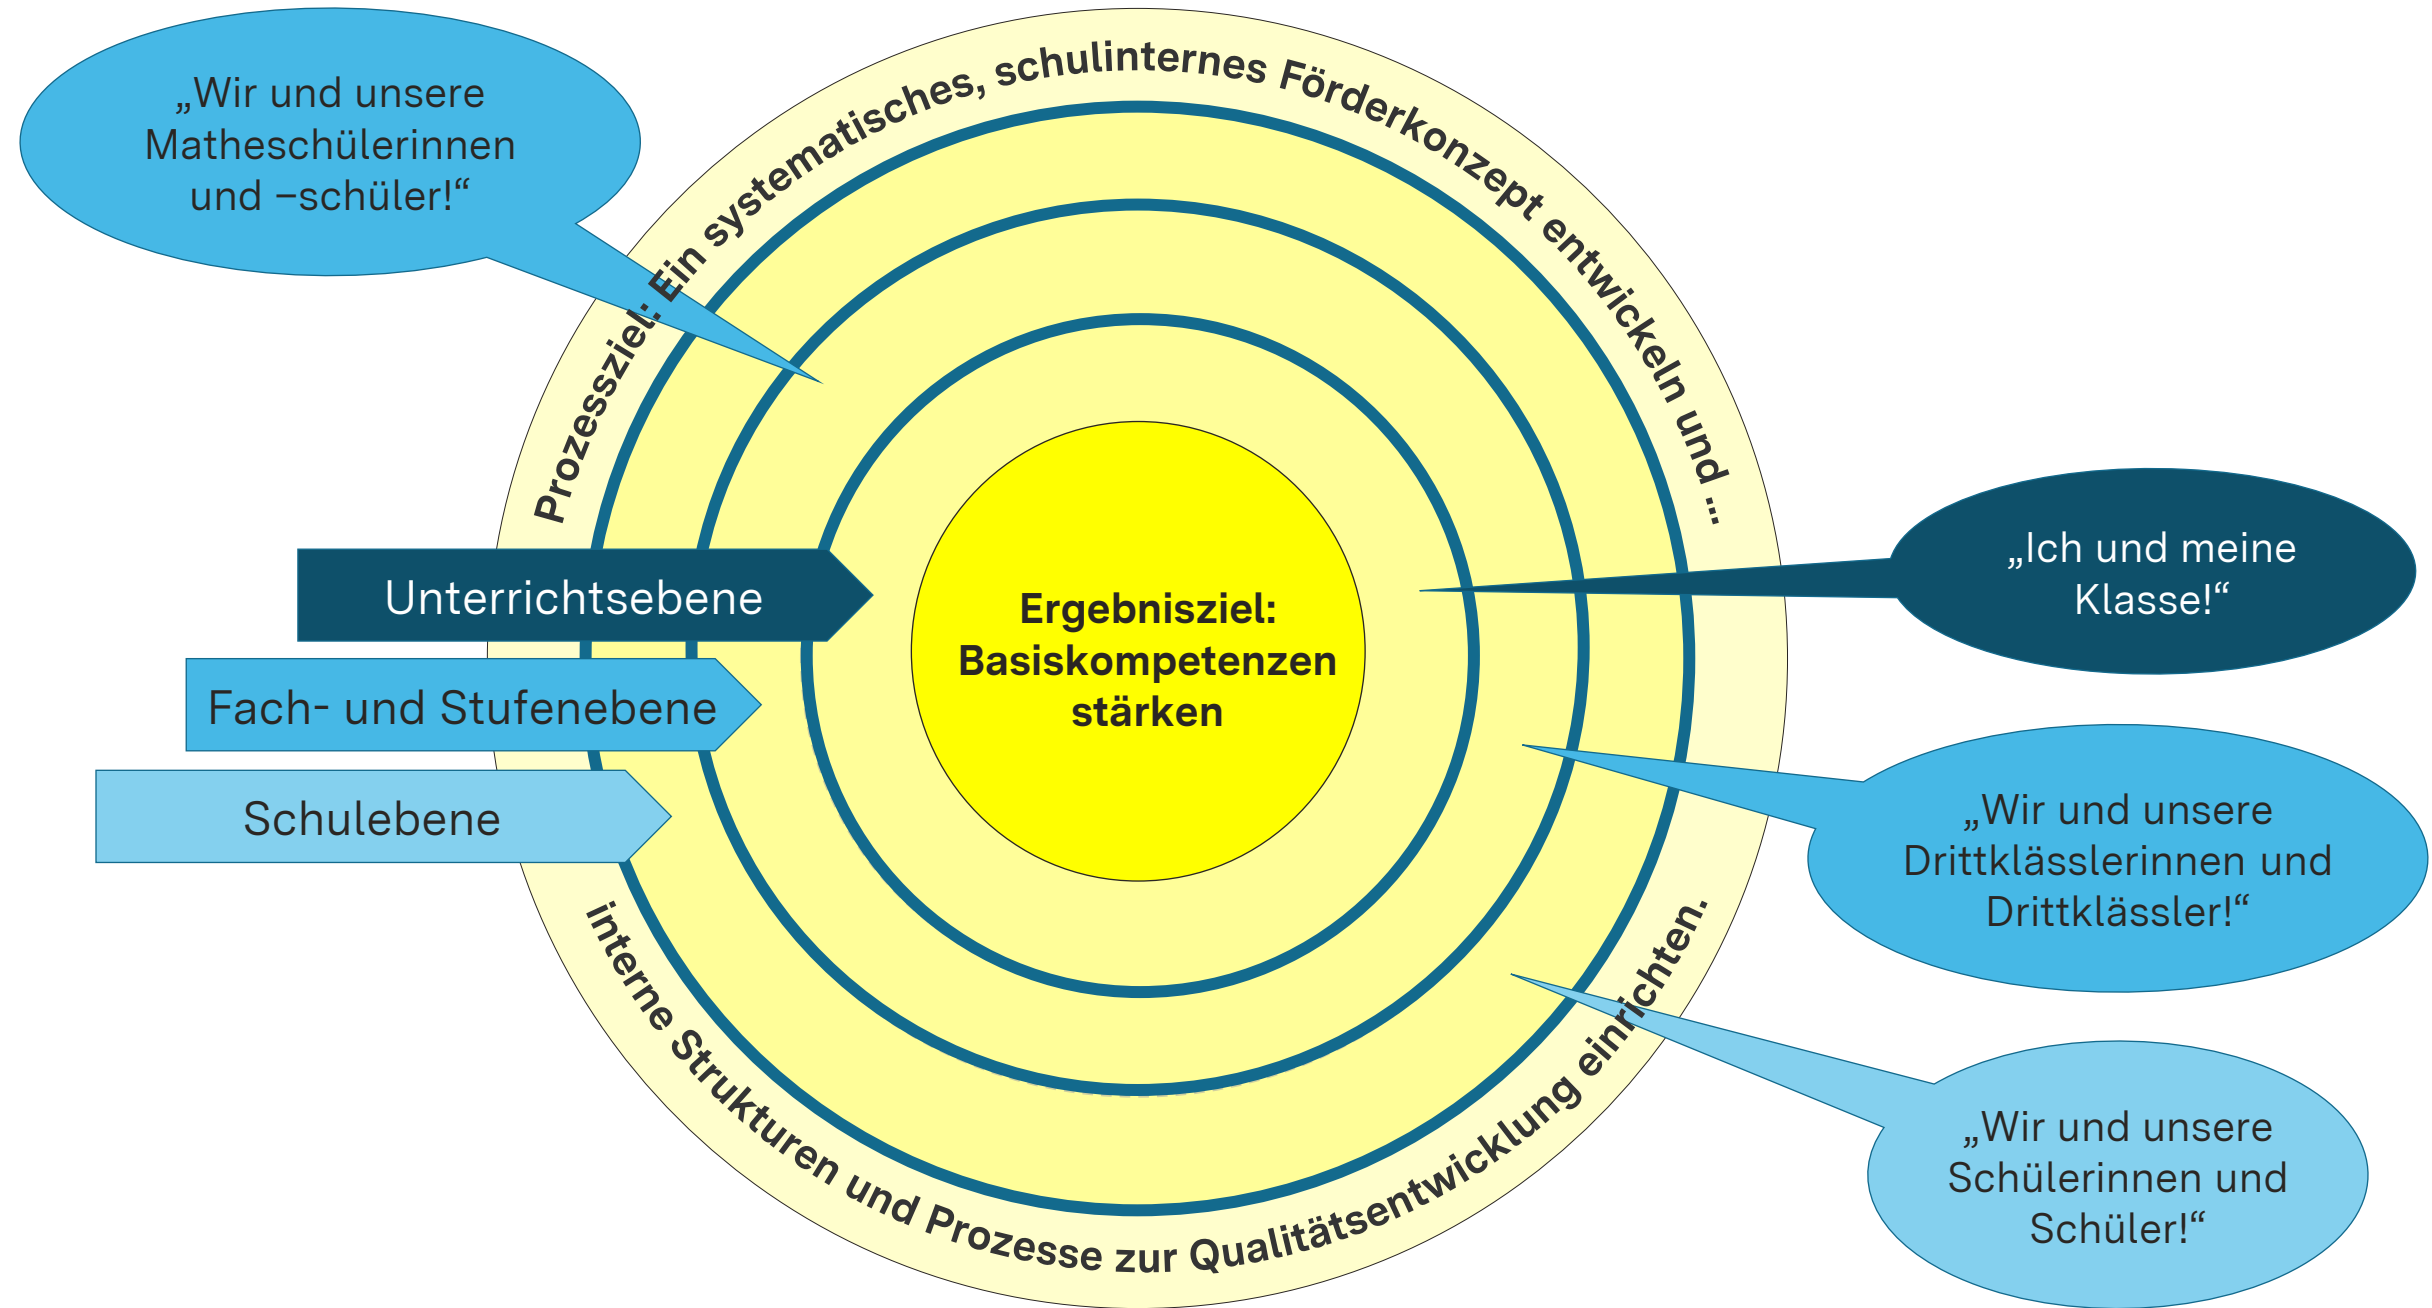 „Wir und unsere
Matheschülerinnen
und –schüler!“
Prozessziel: Ein systematisches, schulinternes Förderkonzept entwickeln und ...
„Ich und meine
Klasse!“
Unterrichtsebene
Fach- und Stufenebene
Schulebene
Ergebnisziel:
Basiskompetenzen
stärken
„Wir und unsere
Drittklässlerinnen und
Drittklässler!“
interne Strukturen und Prozesse zur Qualitätsentwicklung einrichten.
„Wir und unsere
Schülerinnen und
Schüler!“